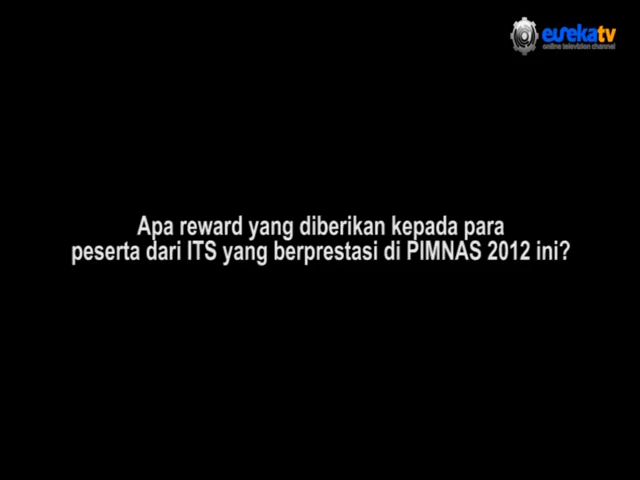 eurekatv
online television channel
Apa reward yang diberikan kepada para
peserta dari ITS yang berprestasi di PIMNAS 2012 ini?